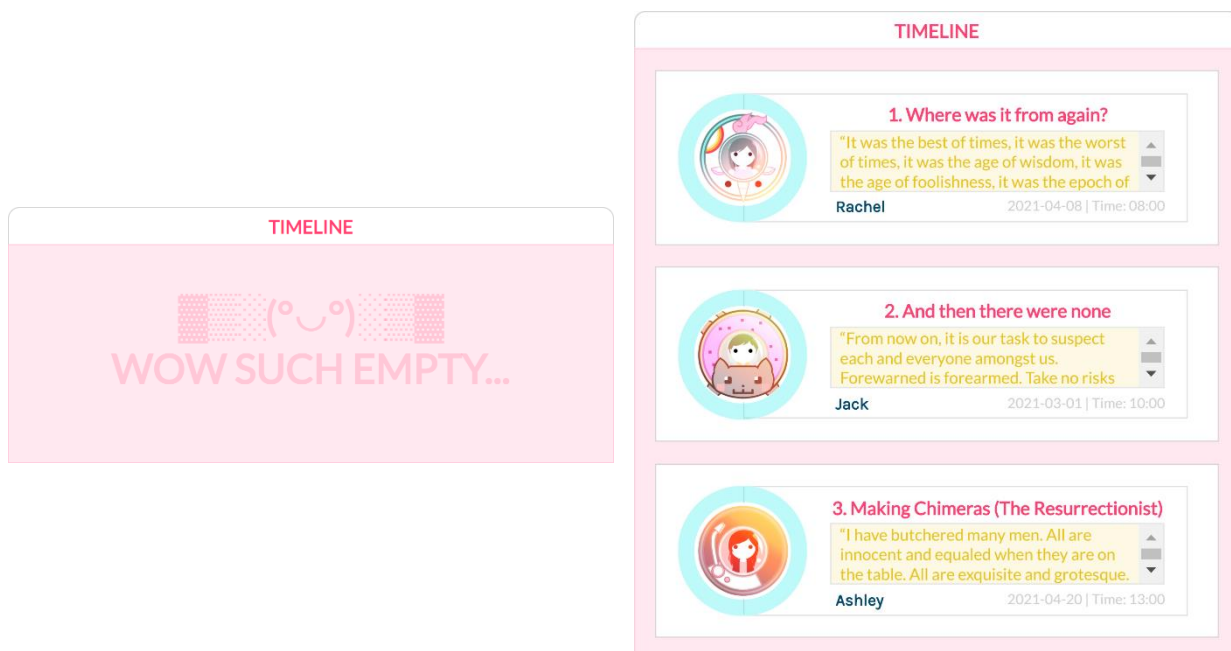 TIMELINE
▓▒░(°◡°)░▒▓
WOW SUCH EMPTY...
TIMELINE
1. Where was it from again?
“It was the best of times, it was the worst
of times, it was the age of wisdom, it was
the age of foolishness, it was the epoch of
Rachel 2021-04-08 | Time: 08:00
2. And then there were none
“From now on, it is our task to suspect
each and everyone amongst us.
Forewarned is forearmed. Take no risks
Jack 2021-03-01 | Time: 10:00
3. Making Chimeras (The Resurrectionist)
“I have butchered many men. All are
innocent and equaled when they are on
the table. All are exquisite and grotesque.
Ashley 2021-04-20 | Time: 13:00